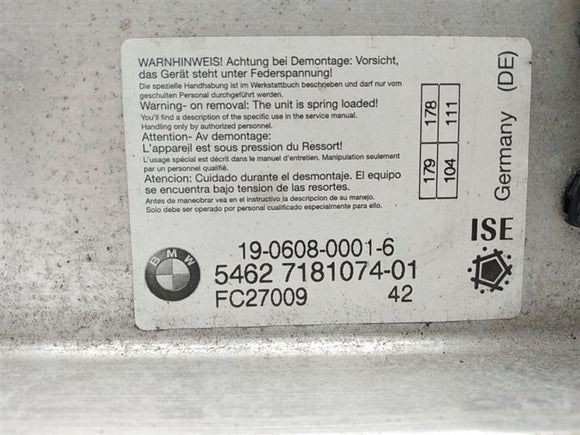 WARNHINWEIS! Achtung bei Demontage: Vorsicht,
das Gerät steht unter Federspannung!
Die spezielle Handhabung ist im Werkstattbuch beschrieben und darf nur vom
geschulten Personal durchgeführt werden.
Warning- on removal: The unit is spring loaded!
You'll find a description of the specific use in the service manual.
Handling only by authorized personnel.
Attention- Av demontage:
L'appareil est sous pression du Ressort!
L'usage spécial est décrit dans le manuel d'entretien. Manipulation seulement
par un personnel qualifié.
Atencion: Cuidado durante el desmontaje. El equipo
se encuentra bajo tension de las resortes.
Antes de maneobrar vea en el instructivo la descripcion de su manejo.
Solo debe ser operado por personal cualificado especialmente para ello.
179 178
104 111
Germany (DE)
ISE
BMW
19-0608-0001-6
5462 7181074-01
FC27009 42